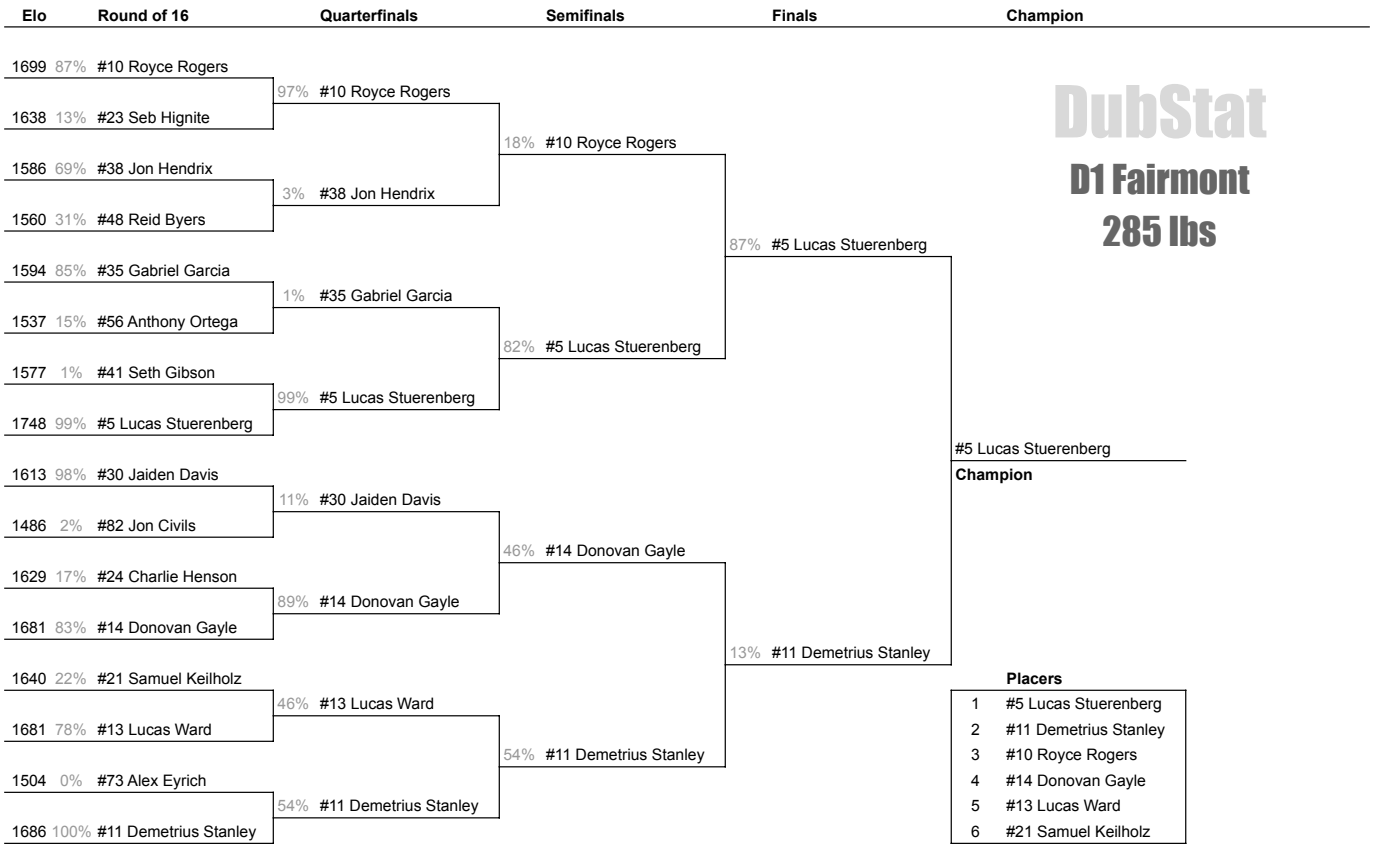 Elo Round of 16 Quarterfinals Semifinals Finals Champion
1699 87% #10 Royce Rogers
97% #10 Royce Rogers
1638 13% #23 Seb Hignite
18% #10 Royce Rogers
1586 69% #38 Jon Hendrix
3% #38 Jon Hendrix
1560 31% #48 Reid Byers
87% #5 Lucas Stuerenberg
1594 85% #35 Gabriel Garcia
1% #35 Gabriel Garcia
1537 15% #56 Anthony Ortega
82% #5 Lucas Stuerenberg
1577 1% #41 Seth Gibson
99% #5 Lucas Stuerenberg
1748 99% #5 Lucas Stuerenberg
#5 Lucas Stuerenberg
Champion
1613 98% #30 Jaiden Davis
11% #30 Jaiden Davis
1486 2% #82 Jon Civils
46% #14 Donovan Gayle
1629 17% #24 Charlie Henson
89% #14 Donovan Gayle
1681 83% #14 Donovan Gayle
13% #11 Demetrius Stanley
1640 22% #21 Samuel Keilholz
46% #13 Lucas Ward
1681 78% #13 Lucas Ward
54% #11 Demetrius Stanley
1504 0% #73 Alex Eyrich
54% #11 Demetrius Stanley
1686 100% #11 Demetrius Stanley
DubStat
D1 Fairmont
285 lbs
Placers
1 #5 Lucas Stuerenberg
2 #11 Demetrius Stanley
3 #10 Royce Rogers
4 #14 Donovan Gayle
5 #13 Lucas Ward
6 #21 Samuel Keilholz